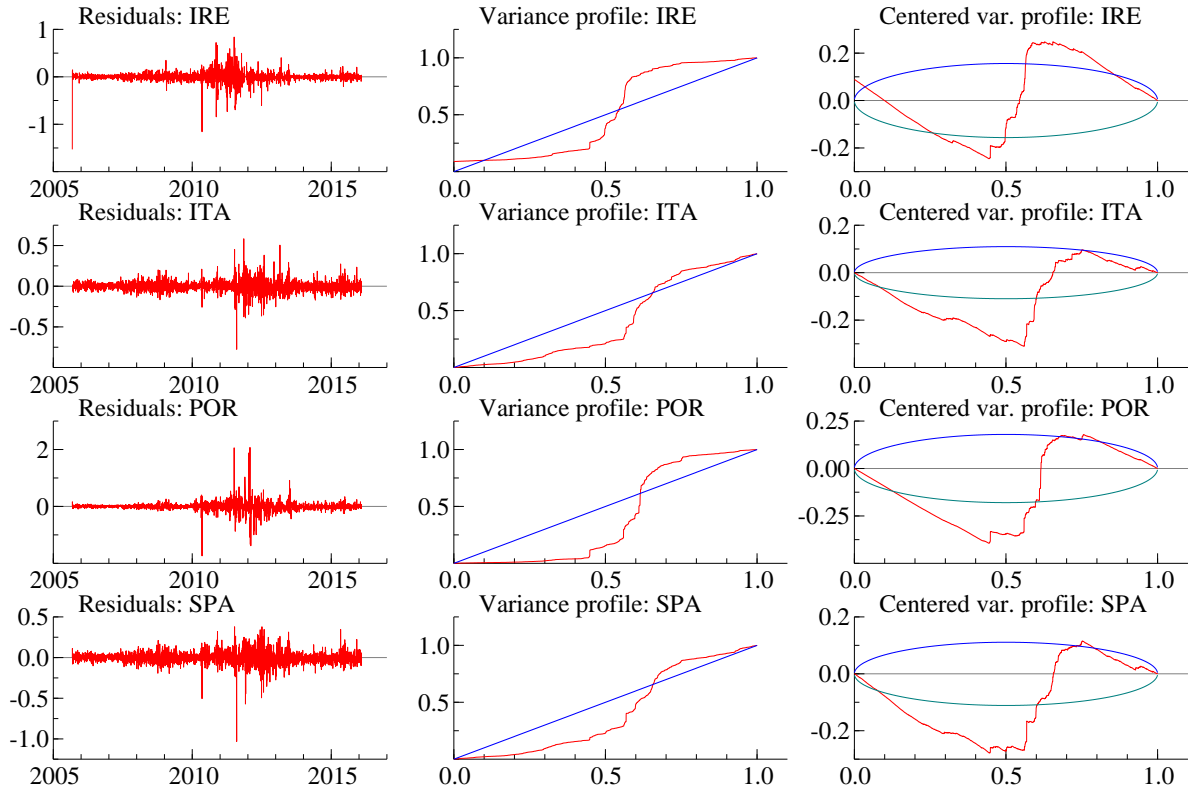 Residuals: IRE Variance profile: IRE Centered var. profile: IRE
1 1.0 0.2
0 0.5 0.0
-1 -0.2
2005 2010 2015 0.0 0.5 1.0 0.0 0.5 1.0
Residuals: ITA Variance profile: ITA Centered var. profile: ITA
0.5 1.0 0.2
0.0 0.5 0.0
-0.5 -0.2
2005 2010 2015 0.0 0.5 1.0 0.0 0.5 1.0
Residuals: POR Variance profile: POR Centered var. profile: POR
2 1.0 0.25
0 0.5 0.00
-0.25
2005 2010 2015 0.0 0.5 1.0 0.0 0.5 1.0
Residuals: SPA Variance profile: SPA Centered var. profile: SPA
0.5 1.0 0.2
0.0 0.5 0.0
-0.5 -0.2
-1.0
2005 2010 2015 0.0 0.5 1.0 0.0 0.5 1.0